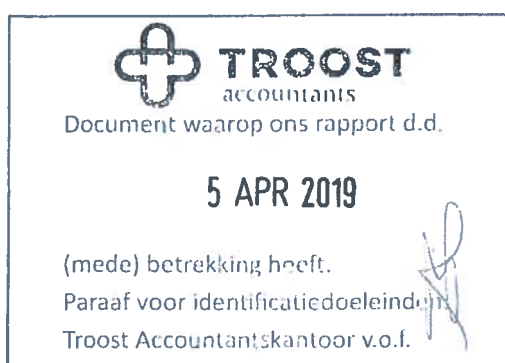 TROOST
accountants
Document waarop ons rapport d.d.
5 APR 2019
(mede) betrekking heeft.
Paraaf voor identificatiedoeleinden
Troost Accountantskantoor v.o.f.